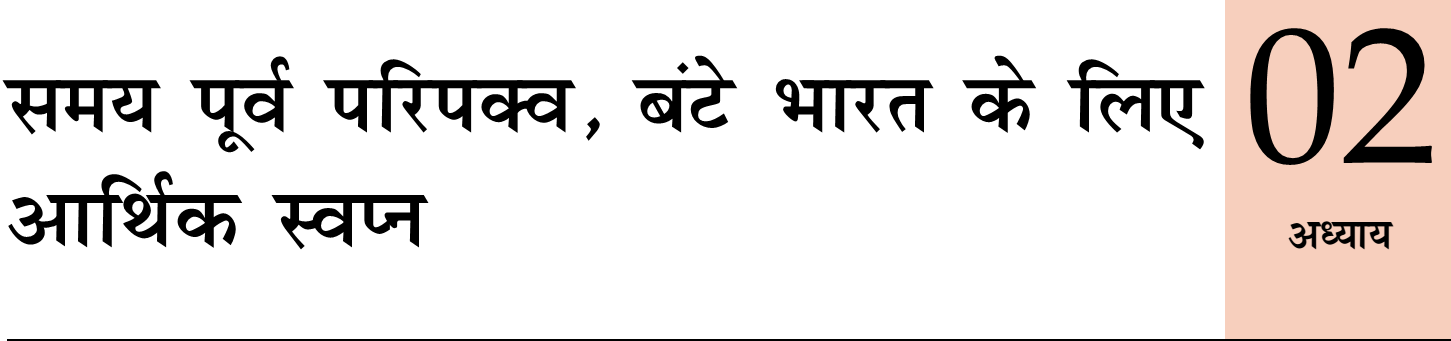 समय पूर्व परिपक्व, बंटे भारत के लिए
आर्थिक स्वप्न
02
अध्याय